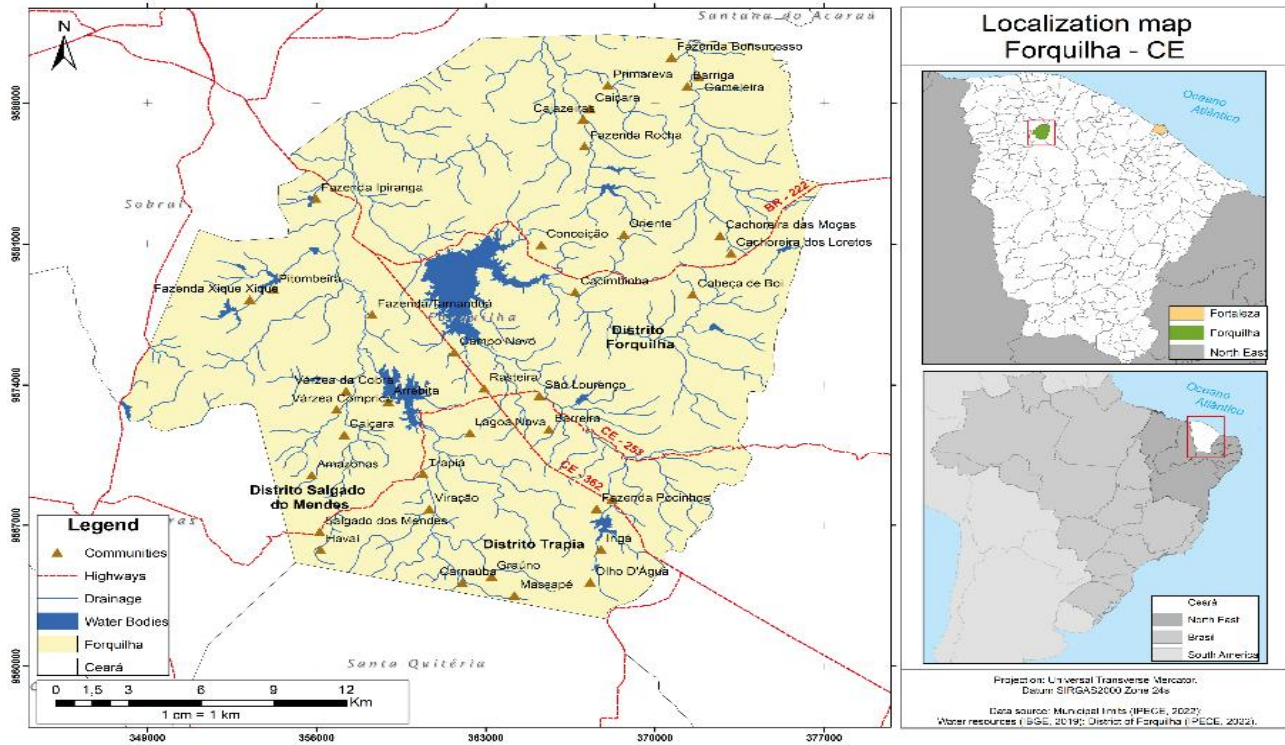 Santana do Acaraú
N
Fazenda Bonsucesso
Primavera
Barriga
Gameleira
Caiçara
Cajazeiras
Fazenda Rocha
Fazenda Ipiranga
Sobral
BR - 222
Oriente
Cachoreira das Moças
Conceição
Cachoreira dos Loretos
Pitombeira
Fazenda Xique Xique
Cacimbinha
Cabeça de Boi
Fazenda Tamanduá
Forquilha
Distrito
Forquilha
Campo Novo
Várzea da Cobra
Arrebita
Rasteira
São Lourenço
Várzea Comprida
Caiçara
Lagoa Nova
Barreira
CE - 253
Amazonas
Trapiá
CE - 362
Distrito Salgado
do Mendes
Viração
Fazenda Pocinhos
Salgado dos Mendes
Havaí
Distrito Trapia
Ingá
Carnaúba
Graúno
Olho D'Água
Massapé
Santa Quitéria
349000
356000
363000
370000
377000
9588000
9581000
9574000
9567000
9560000
Legend
Communities
Highways
Drainage
Water Bodies
Forquilha
Ceará
0 1,5 3 6 9 12
Km
1 cm = 1 km
Localization map
Forquilha - CE
Oceano
Atlântico
Fortaleza
Forquilha
North East
Oceano
Atlântico
Ceará
North East
Brasil
South America
Projection: Universal Transverse Mercator.
Datum SIRGAS2000 Zone 24s
Data source: Municipal limits (IPECE, 2022);
Water resources (IBGE, 2019); District of Forquilha (IPECE, 2022).